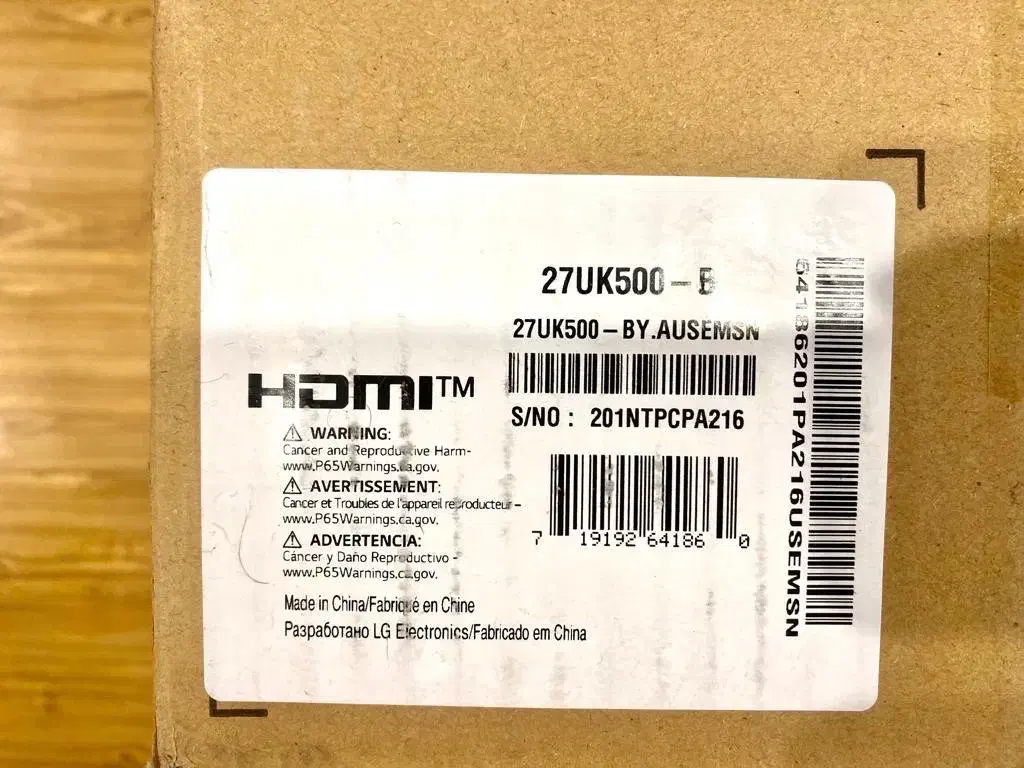 27UK500-B
27UK500-BY.AUSEMSN
HDMI™
S/NO : 201NTPCPA216
⚠ WARNING:
Cancer and Reproductive Harm-
www.P65Warnings.ca.gov.
⚠ AVERTISSEMENT:
Cancer et Troubles de l'appareil reproducteur –
www.P65Warnings.ca.gov.
⚠ ADVERTENCIA:
Cáncer y Daño Reproductivo -
www.P65Warnings.ca.gov.
7 19192 64186 0
Made in China/Fabriqué en Chine
Разработано LG Electronics/Fabricado em China
64186201PA216USEMSN